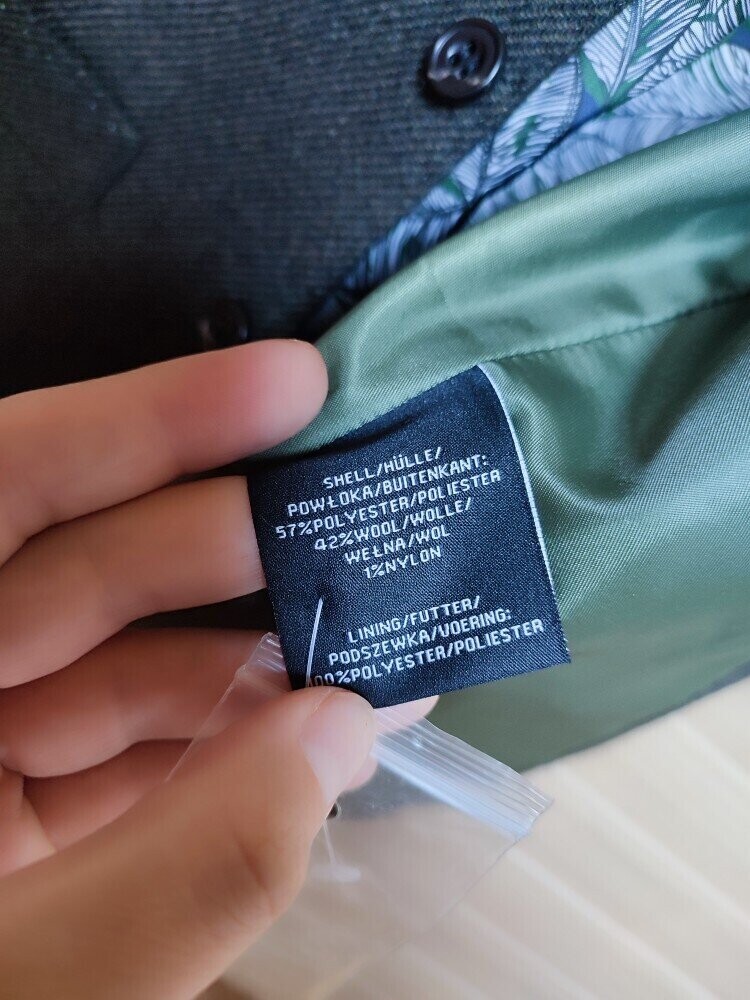 SHELL/HÜLLE/
POWŁOKA/BUITENKANT:
57%POLYESTER/POLIESTER
42%WOOL/WOLLE/
WEŁNA/WOL
1%NYLON
LINING/FUTTER/
PODSZEWKA/VOERING:
100%POLYESTER/POLIESTER